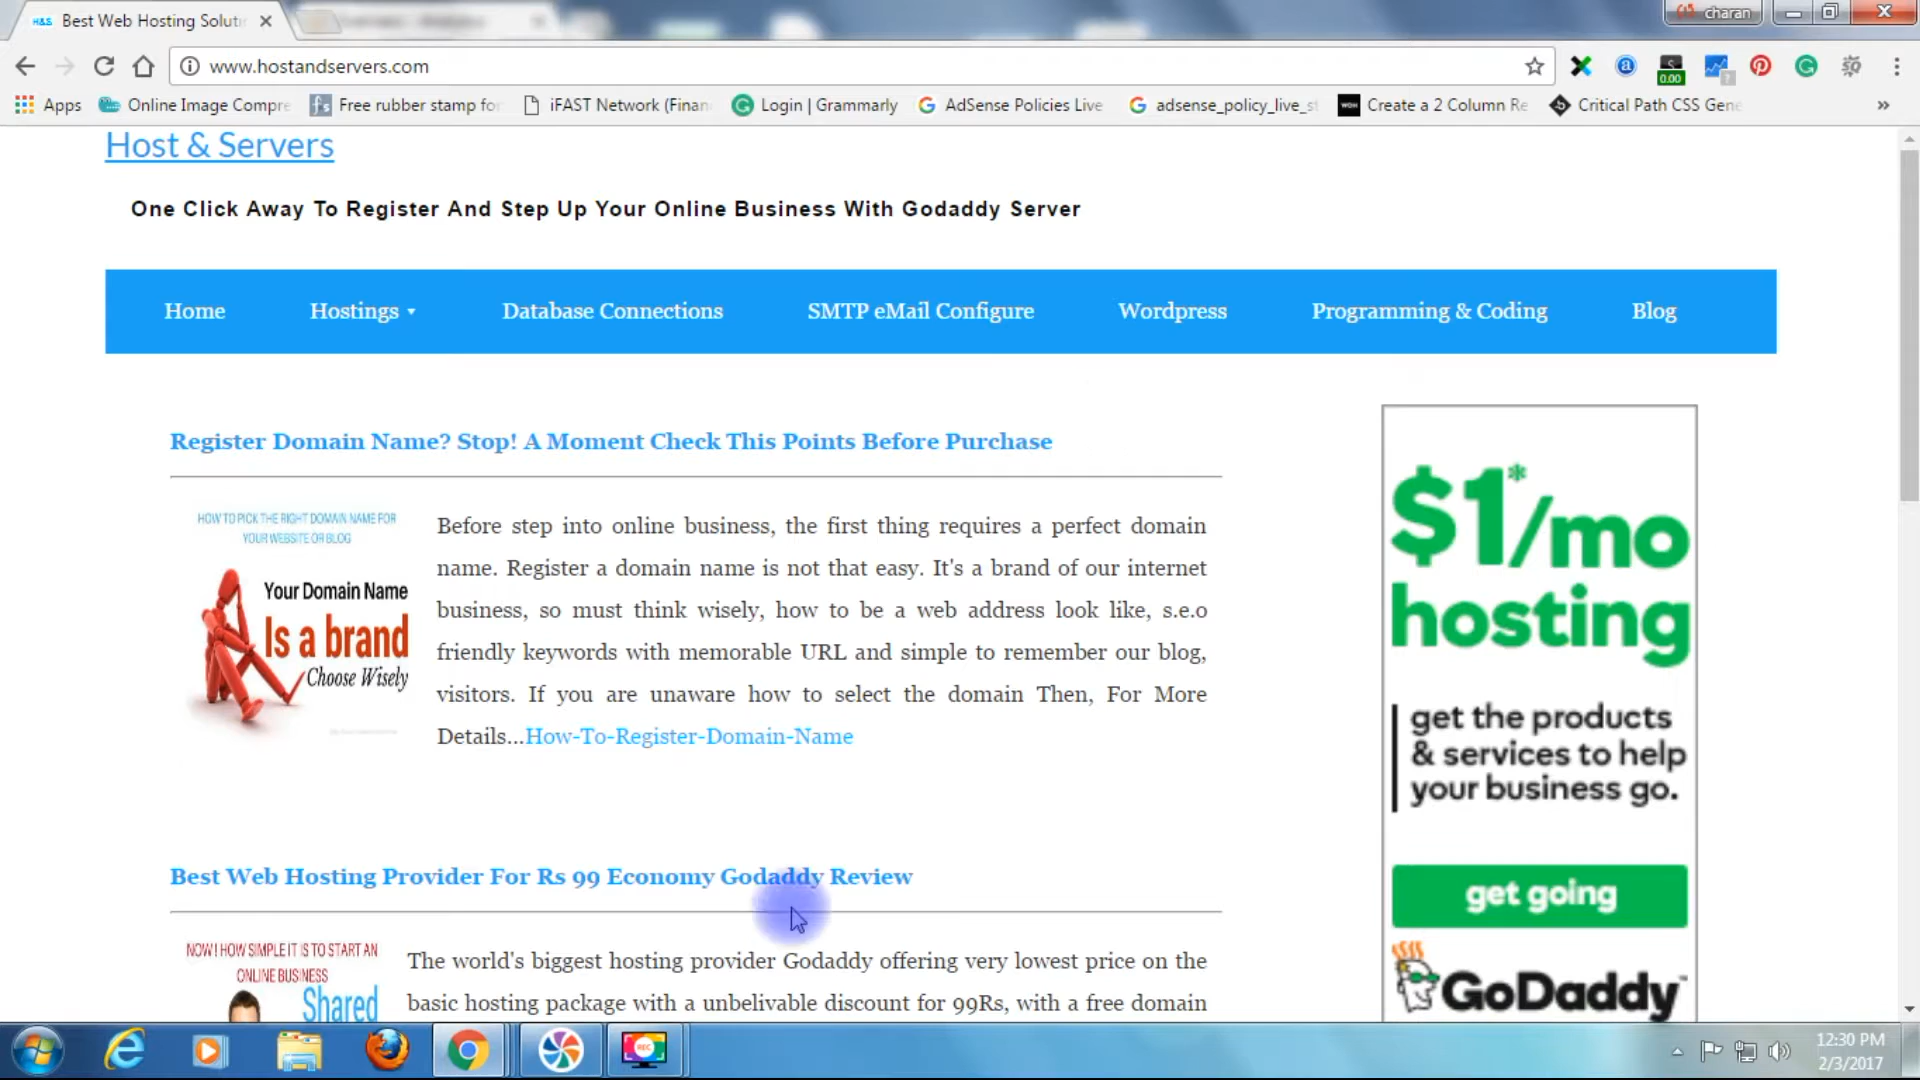 Best Web Hosting Soluti
charan
www.hostandservers.com
0.00
Apps
Online Image Compre
Free rubber stamp fo
iFAST Network (Finan
Login | Grammarly
AdSense Policies Live
adsense_policy_live_st
Create a 2 Column Re
Critical Path CSS Gene
Host & Servers
One Click Away To Register And Step Up Your Online Business With Godaddy Server
Home
Hostings
Database Connections
SMTP eMail Configure
Wordpress
Programming & Coding
Blog
Register Domain Name? Stop! A Moment Check This Points Before Purchase
HOW TO PICK THE RIGHT DOMAIN NAME FOR
YOUR WEBSITE OR BLOG
Your Domain Name
Is a brand
Choose Wisely
Before step into online business, the first thing requires a perfect domain
name. Register a domain name is not that easy. It's a brand of our internet
business, so must think wisely, how to be a web address look like, s.e.o
friendly keywords with memorable URL and simple to remember our blog,
visitors. If you are unaware how to select the domain Then, For More
Details...How-To-Register-Domain-Name
$1*/mo
hosting
get the products
& services to help
your business go.
get going
GoDaddy
Best Web Hosting Provider For Rs 99 Economy Godaddy Review
NOW! HOW SIMPLE IT IS TO START AN
ONLINE BUSINESS
Shared
The world's biggest hosting provider Godaddy offering very lowest price on the
basic hosting package with a unbelivable discount for 99Rs, with a free domain
REC
12:30 PM
2/3/2017